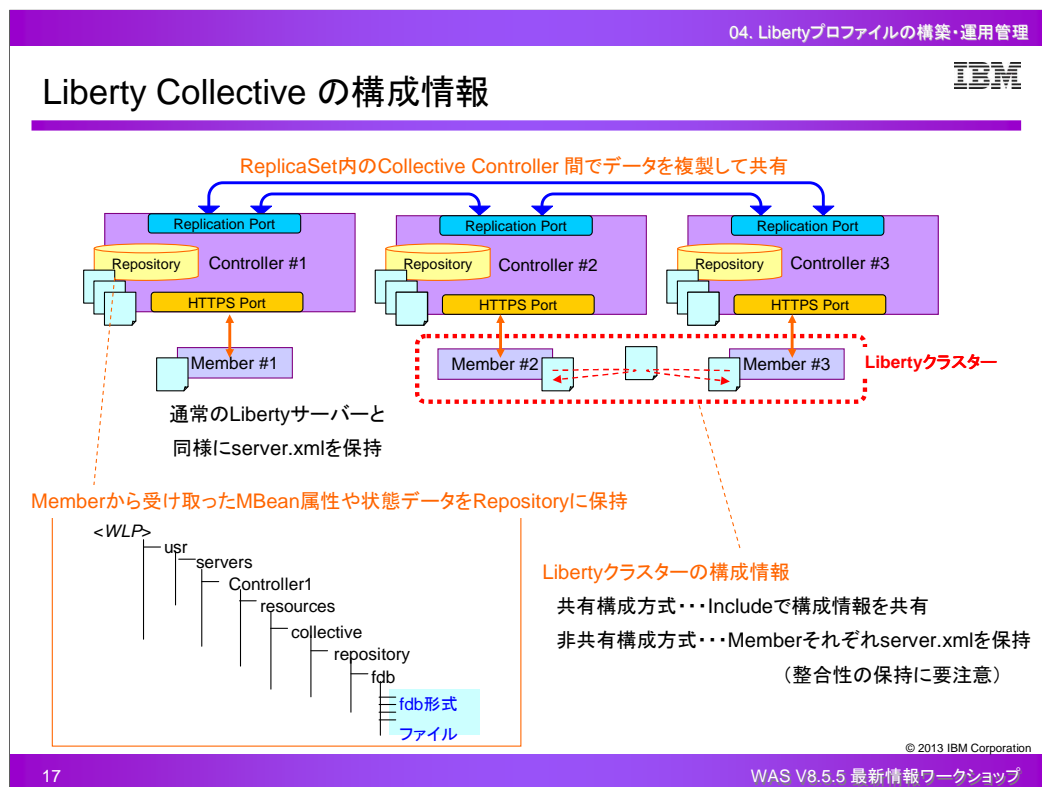 04. Libertyプロファイルの構築・運用管理
IBM
Liberty Collective の構成情報
ReplicaSet内のCollective Controller 間でデータを複製して共有
Replication Port
Replication Port
Replication Port
Repository
Controller #1
Repository
Controller #2
Repository
Controller #3
HTTPS Port
HTTPS Port
HTTPS Port
Member #1
Member #2
Member #3
Libertyクラスター
通常のLibertyサーバーと
同様にserver.xmlを保持
Memberから受け取ったMBean属性や状態データをRepositoryに保持
<WLP>
usr
servers
Controller1
resources
collective
repository
fdb
fdb形式
ファイル
Libertyクラスターの構成情報
共有構成方式・・・Includeで構成情報を共有
非共有構成方式・・・Memberそれぞれserver.xmlを保持
（整合性の保持に要注意）
© 2013 IBM Corporation
17
WAS V8.5.5 最新情報ワークショップ